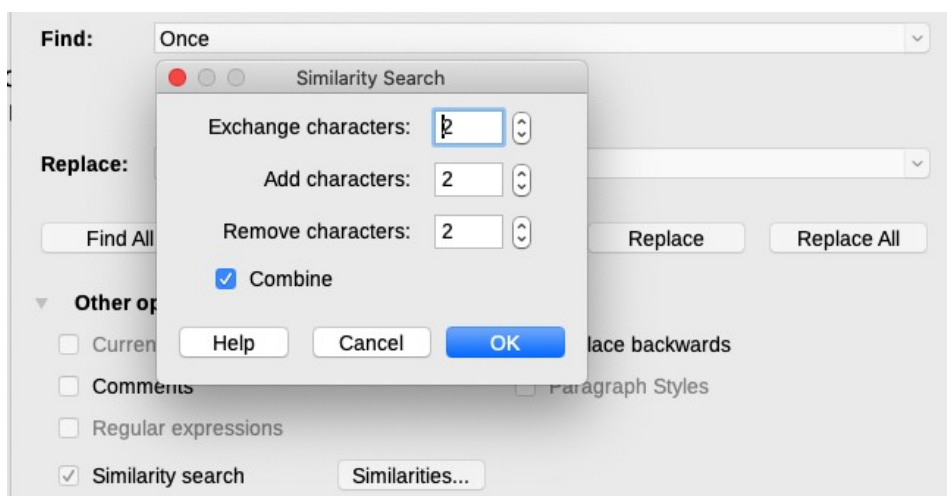 Find: Once
Similarity Search
Exchange characters: 2
Add characters: 2
Replace:
Remove characters: 2
Find All Replace Replace All
Combine
Other op
Help Cancel OK
Curren lace backwards
Comments Paragraph Styles
Regular expressions
Similarity search Similarities...